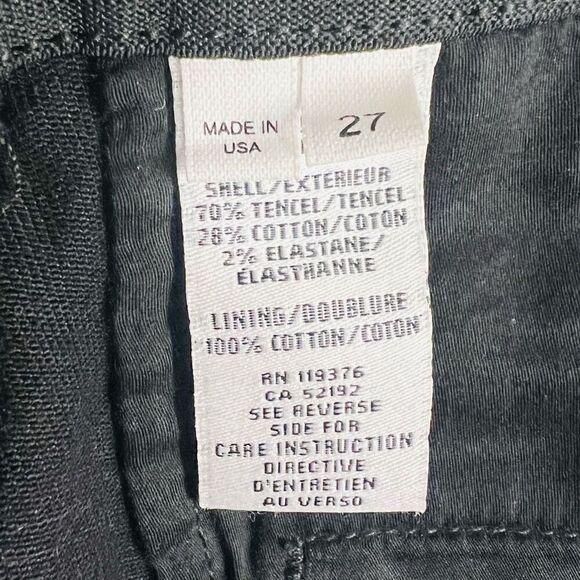 MADE IN
USA
27
SHELL/EXTERIEUR
70% TENCEL/TENCEL
28% COTTON/COTON
2% ELASTANE/
ÉLASTHANNE
LINING/DOUBLURE
100% COTTON/COTON
RN 119376
CA 52192
SEE REVERSE
SIDE FOR
CARE INSTRUCTION
DIRECTIVE
D'ENTRETIEN
AU VERSO